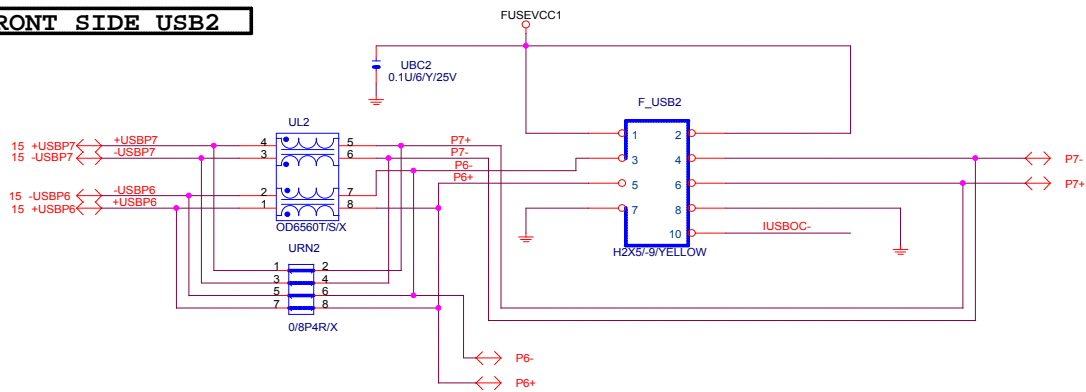 RONT SIDE USB2
FUSEVCC1
UBC2
0.1U/6/Y/25V
F_USB2
UL2
15 +USBP7 +USBP7 4 5 P7+
15 -USBP7 -USBP7 3 6 P7-
P6-
15 -USBP6 -USBP6 2 7 P6+
15 +USBP6 +USBP6 1 8
OD6560T/S/X
1 2
3 4 P7-
5 6 P7+
7 8
10 IUSBOC-
H2X5/-9/YELLOW
URN2
1 2
3 4
5 6
7 8
0/8P4R/X
P6-
P6+